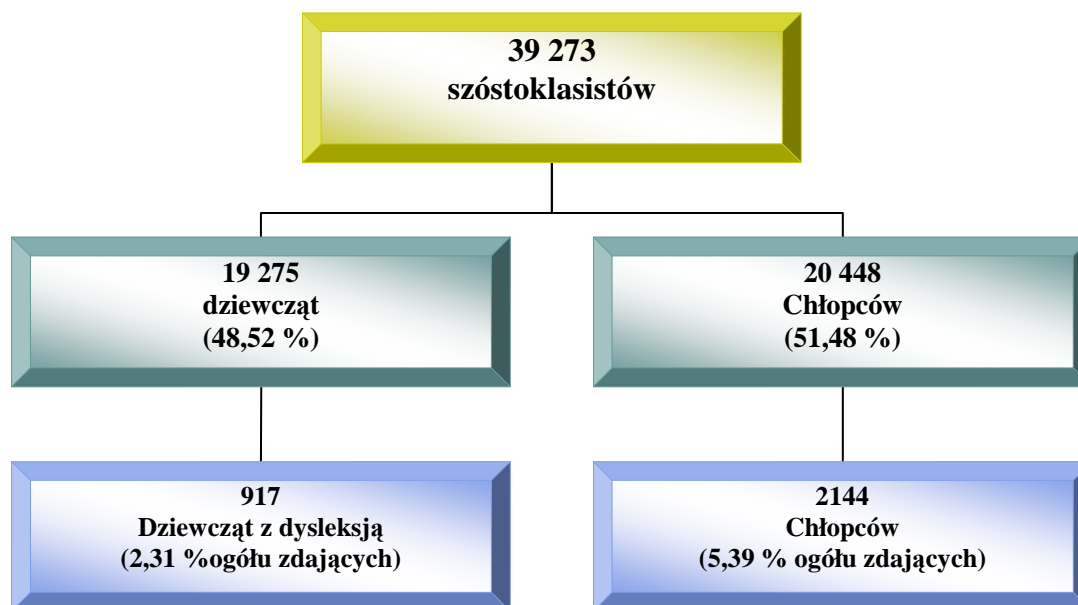 39 273
szóstoklasistów
19 275
dziewcząt
(48,52 %)
20 448
Chłopców
(51,48 %)
917
Dziewcząt z dysleksją
(2,31 %ogółu zdających)
2144
Chłopców
(5,39 % ogółu zdających)